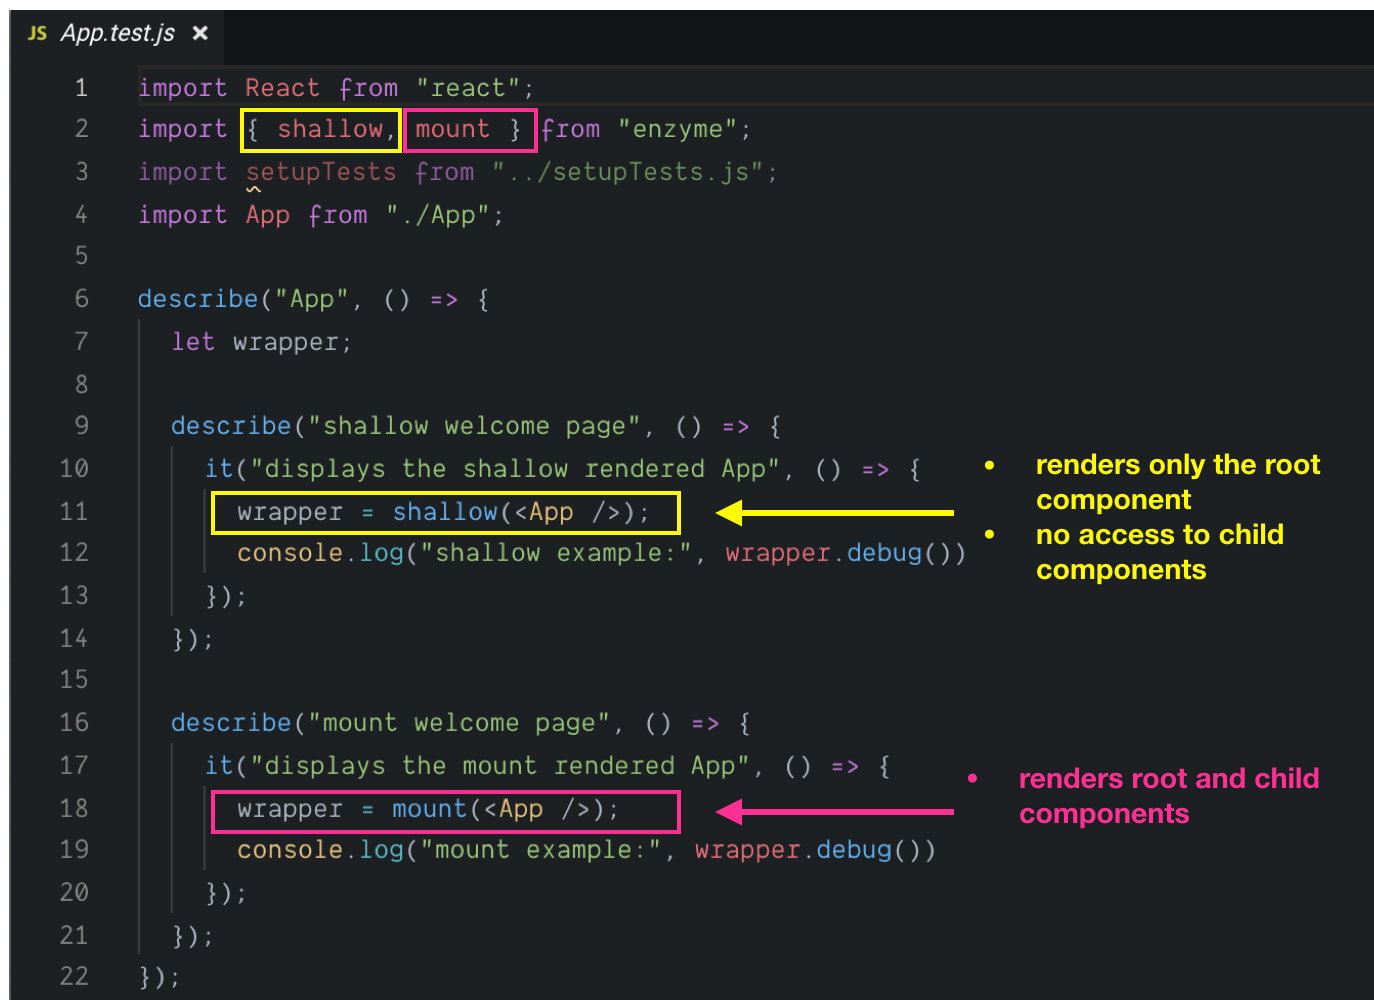 JS App.test.js ×
1 import React from "react";
2 import { shallow, mount } from "enzyme";
3 import setupTests from "../setupTests.js";
4 import App from "./App";
5
6 describe("App", () => {
7 let wrapper;
8
9 describe("shallow welcome page", () => {
10 it("displays the shallow rendered App", () => {
11 wrapper = shallow(<App />);
12 console.log("shallow example:", wrapper.debug())
13 });
14 });
15
16 describe("mount welcome page", () => {
17 it("displays the mount rendered App", () => {
18 wrapper = mount(<App />);
19 console.log("mount example:", wrapper.debug())
20 });
21 });
22 });
• renders only the root
component
• no access to child
components
• renders root and child
components